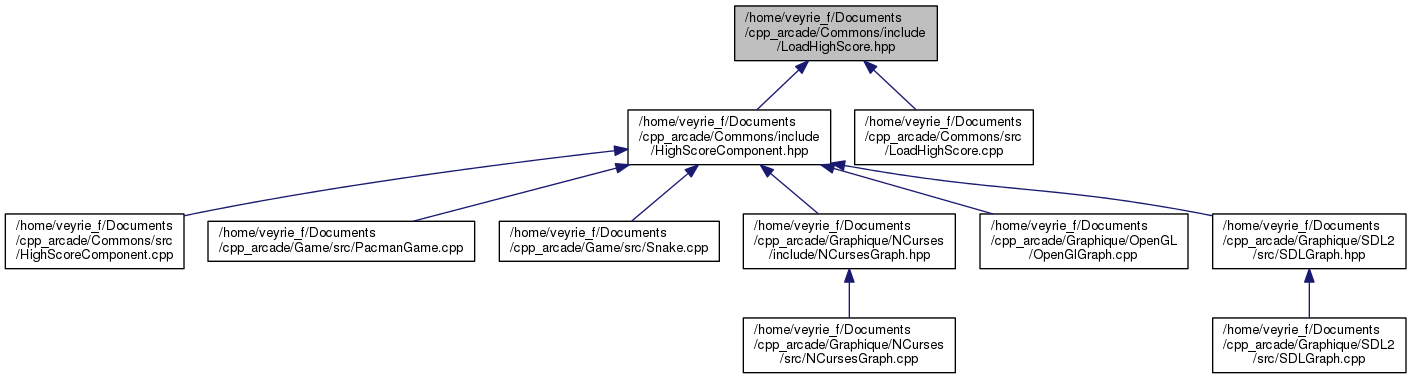 /home/veyrie_f/Documents
/cpp_arcade/Commons/include
/LoadHighScore.hpp
/home/veyrie_f/Documents
/cpp_arcade/Commons/include
/HighScoreComponent.hpp
/home/veyrie_f/Documents
/cpp_arcade/Commons/src
/LoadHighScore.cpp
/home/veyrie_f/Documents
/cpp_arcade/Commons/src
/HighScoreComponent.cpp
/home/veyrie_f/Documents
/cpp_arcade/Game/src/PacmanGame.cpp
/home/veyrie_f/Documents
/cpp_arcade/Game/src/Snake.cpp
/home/veyrie_f/Documents
/cpp_arcade/Graphique/NCurses
/include/NCursesGraph.hpp
/home/veyrie_f/Documents
/cpp_arcade/Graphique/OpenGL
/OpenGlGraph.cpp
/home/veyrie_f/Documents
/cpp_arcade/Graphique/SDL2
/src/SDLGraph.hpp
/home/veyrie_f/Documents
/cpp_arcade/Graphique/NCurses
/src/NCursesGraph.cpp
/home/veyrie_f/Documents
/cpp_arcade/Graphique/SDL2
/src/SDLGraph.cpp